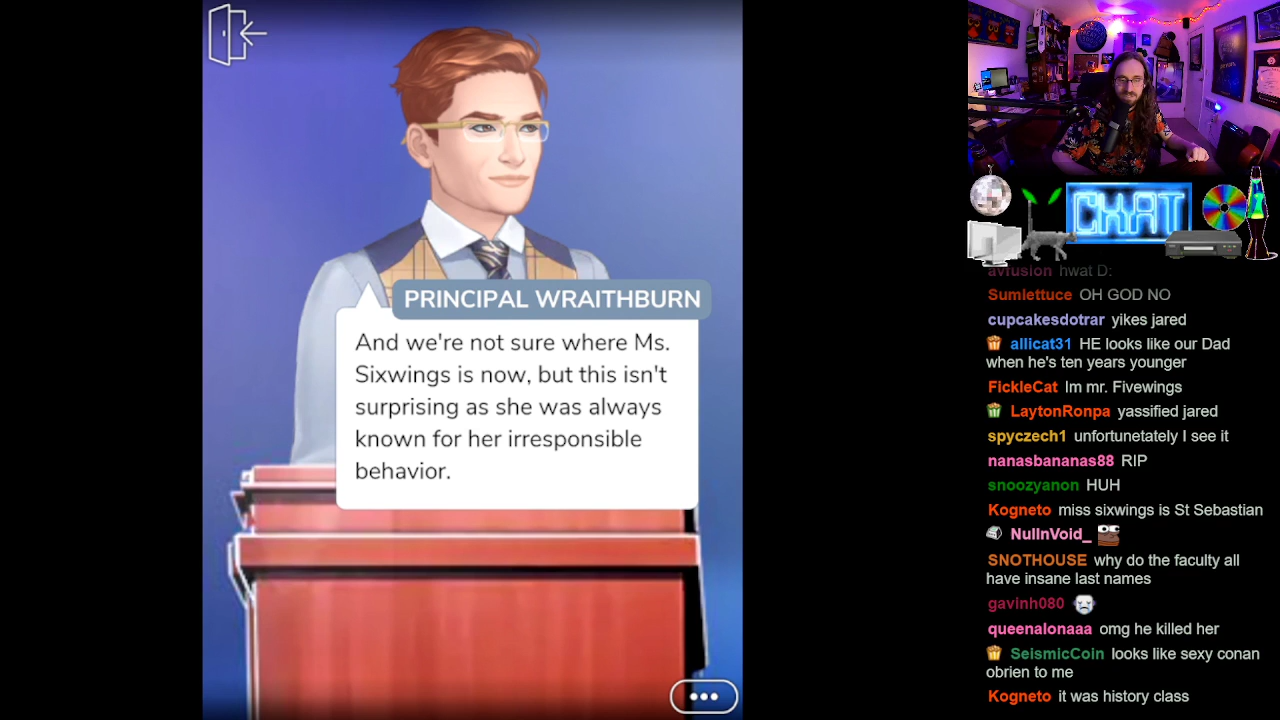 PRINCIPAL WRAITHBURN
And we're not sure where Ms.
Sixwings is now, but this isn't
surprising as she was always
known for her irresponsible
behavior.
CHAT
avfusion hwat D:
Sumlettuce OH GOD NO
cupcakesdotrar yikes jared
allicat31 HE looks like our Dad
when he's ten years younger
FickleCat Im mr. Fivewings
LaytonRonpa yassified jared
spyczech1 unfortunetately I see it
nanasbananas88 RIP
snoozyanon HUH
Kogneto miss sixwings is St Sebastian
NullnVoid_
SNOTHOUSE why do the faculty all
have insane last names
gavinh080
queenalonaaa omg he killed her
SeismicCoin looks like sexy conan
obrien to me
Kogneto it was history class